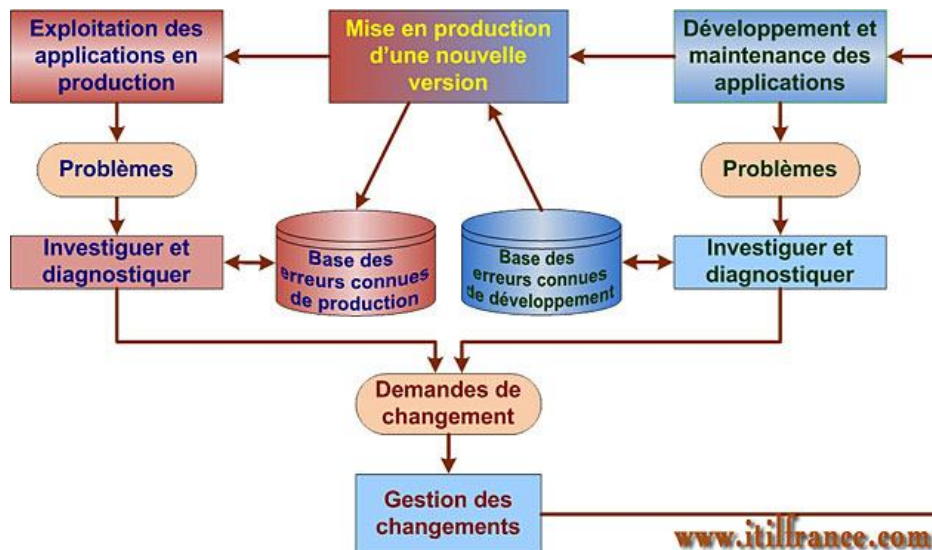 Exploitation des
applications en
production
Mise en production
d'une nouvelle
version
Développement et
maintenance des
applications
Problèmes
Problèmes
Investiguer et
diagnostiquer
Base des
erreurs connues
de production
Base des
erreurs connues
de développement
Investiguer et
diagnostiquer
Demandes de
changement
Gestion des
changements
www.itilfrance.com